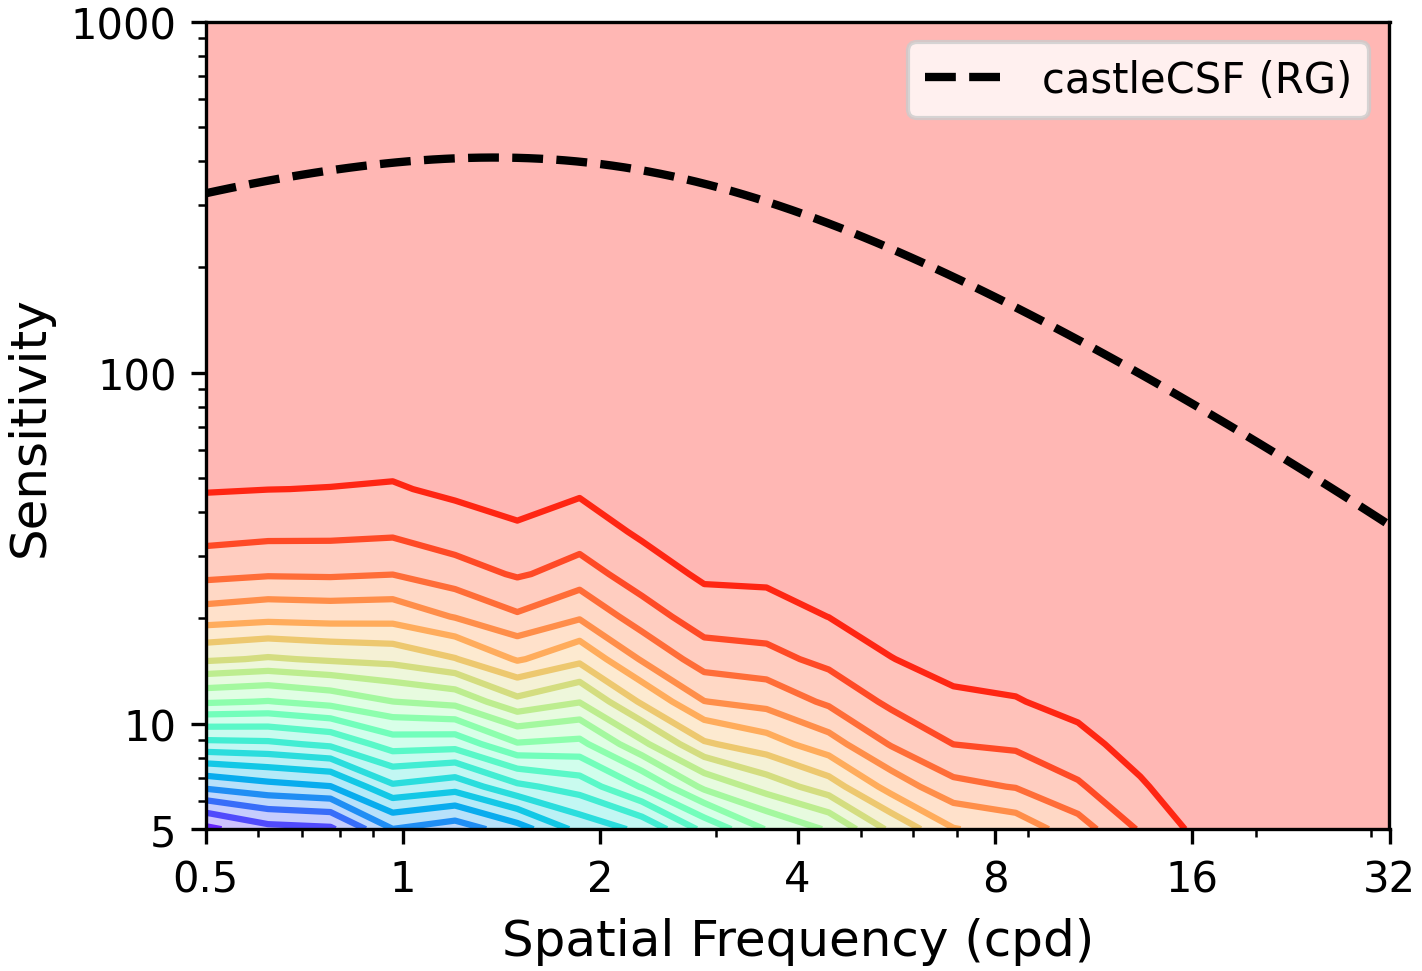 1000
castleCSF (RG)
Sensitivity
100
10
5
0.5 1 2 4 8 16 32
Spatial Frequency (cpd)